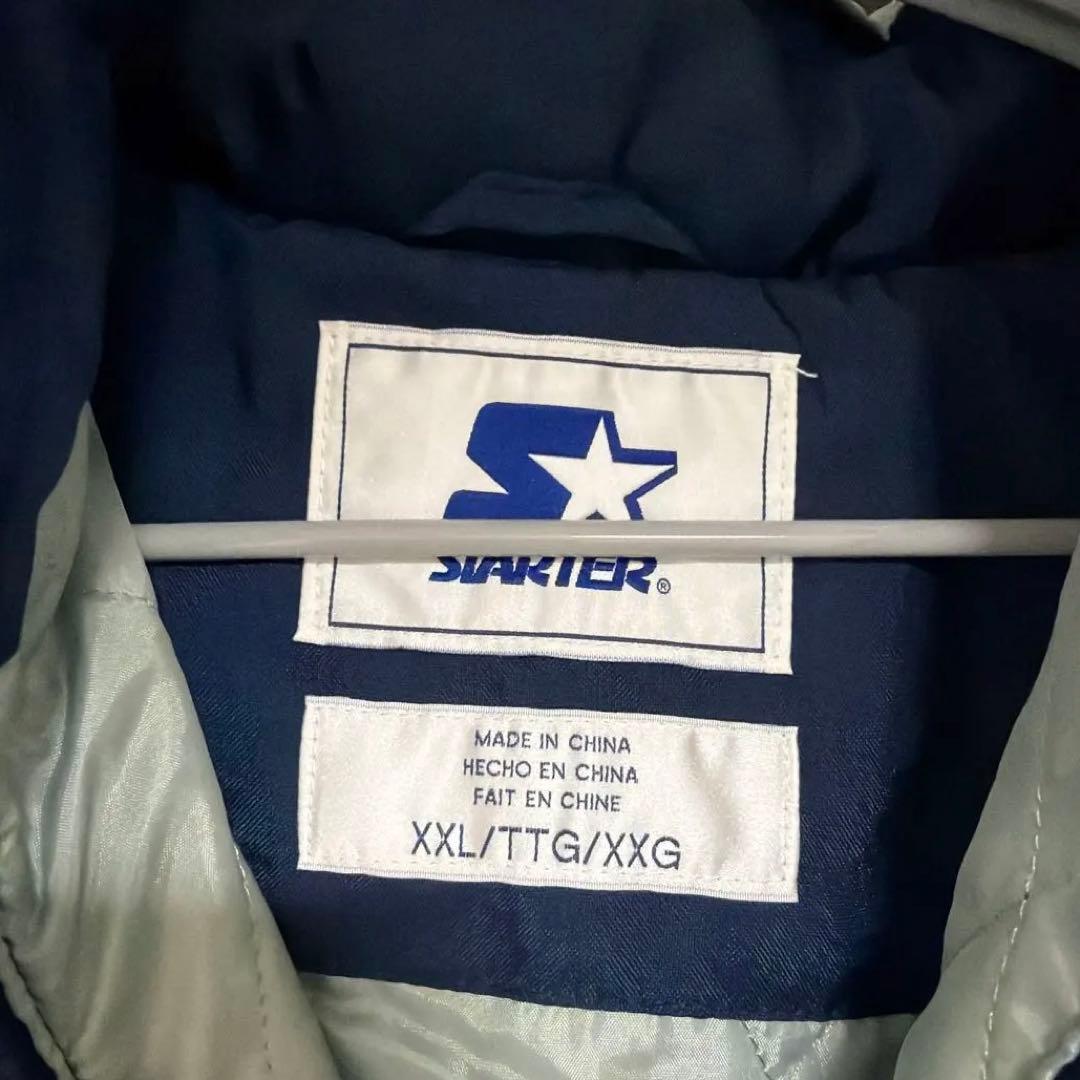 STARTER®
MADE IN CHINA
HECHO EN CHINA
FAIT EN CHINE
XXL/TTG/XXG